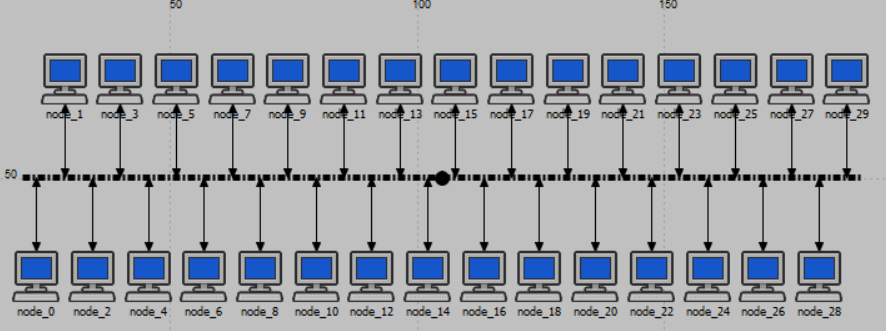 50 100 150
node_1 node_3 node_5 node_7 node_9 node_11 node_13 node_15 node_17 node_19 node_21 node_23 node_25 node_27 node_29
50
node_0 node_2 node_4 node_6 node_8 node_10 node_12 node_14 node_16 node_18 node_20 node_22 node_24 node_26 node_28